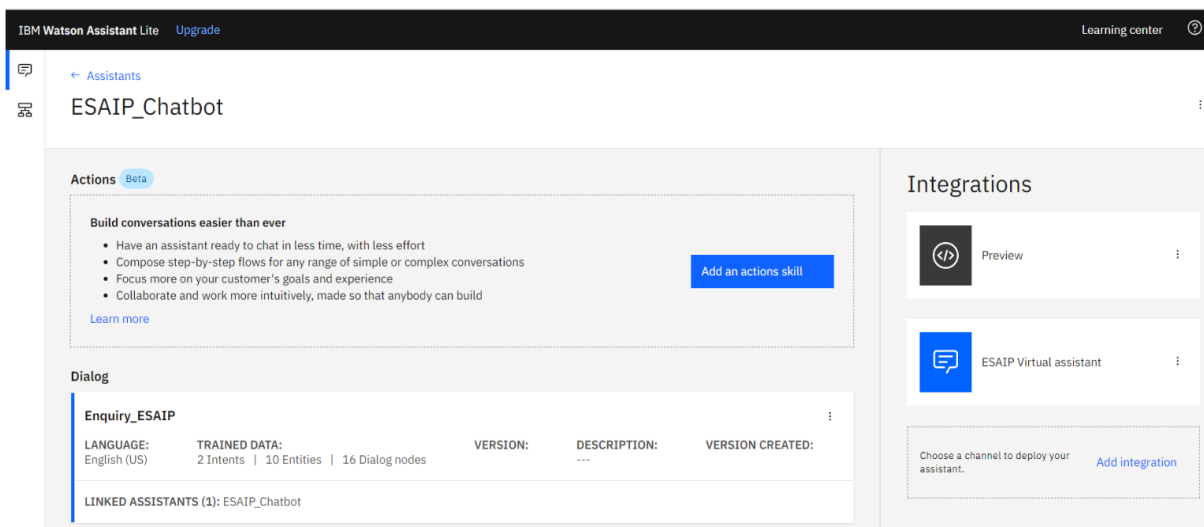 IBM Watson Assistant Lite Upgrade Learning center
← Assistants
ESAIP_Chatbot
Actions Beta
Build conversations easier than ever
• Have an assistant ready to chat in less time, with less effort
• Compose step-by-step flows for any range of simple or complex conversations
• Focus more on your customer's goals and experience
• Collaborate and work more intuitively, made so that anybody can build
Learn more
Add an actions skill
Dialog
Enquiry_ESAIP
LANGUAGE: TRAINED DATA: VERSION: DESCRIPTION: VERSION CREATED:
English (US) 2 Intents | 10 Entities | 16 Dialog nodes ---
LINKED ASSISTANTS (1): ESAIP_Chatbot
Integrations
Preview
ESAIP Virtual assistant
Choose a channel to deploy your
assistant.
Add integration